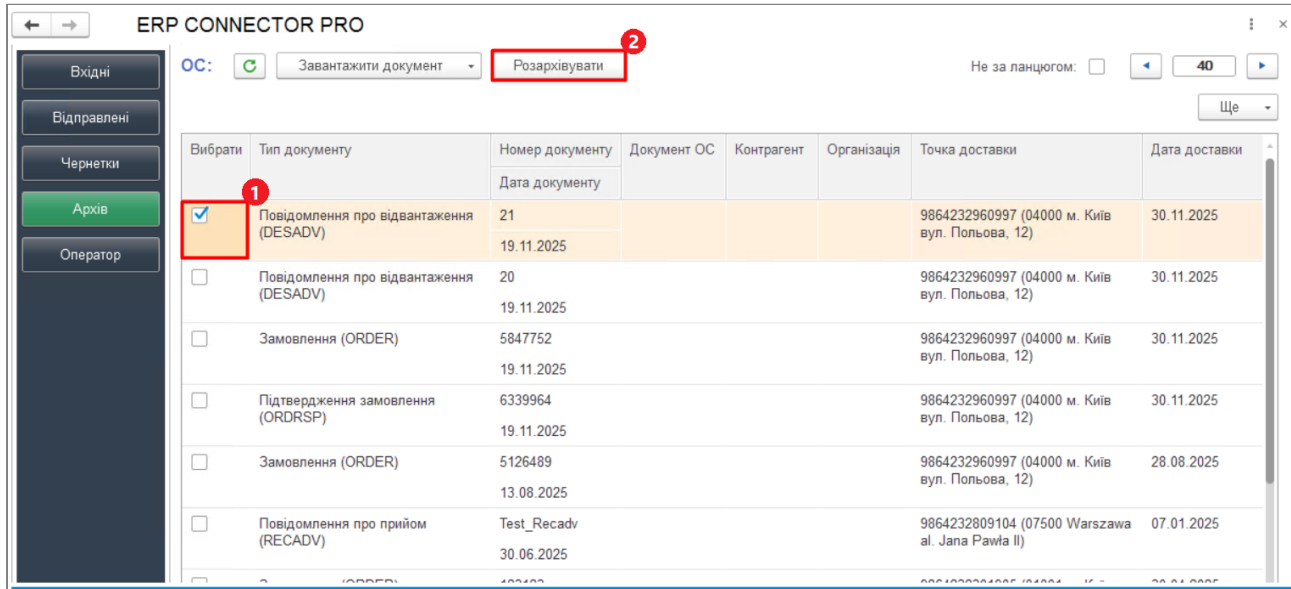 ERP CONNECTOR PRO
Вхідні
Відправлені
Чернетки
Архів
Оператор
ОС:
Завантажити документ
Розархівувати
2
Не за ланцюгом:
40
Ще
Вибрати Тип документу Номер документу Документ ОС Контрагент Організація Точка доставки Дата доставки
Дата документу
1
Повідомлення про відвантаження 21 9864232960997 (04000 м. Київ 30.11.2025
(DESADV) вул. Польова, 12)
19.11.2025
Повідомлення про відвантаження 20 9864232960997 (04000 м. Київ 30.11.2025
(DESADV) вул. Польова, 12)
19.11.2025
Замовлення (ORDER) 5847752 9864232960997 (04000 м. Київ 30.11.2025
вул. Польова, 12)
19.11.2025
Підтвердження замовлення 6339964 9864232960997 (04000 м. Київ 30.11.2025
(ORDRSP) вул. Польова, 12)
19.11.2025
Замовлення (ORDER) 5126489 9864232960997 (04000 м. Київ 28.08.2025
вул. Польова, 12)
13.08.2025
Повідомлення про прийом Test_Recadv 9864232809104 (07500 Warszawa 07.01.2025
(RECADV) al. Jana Pawła II)
30.06.2025